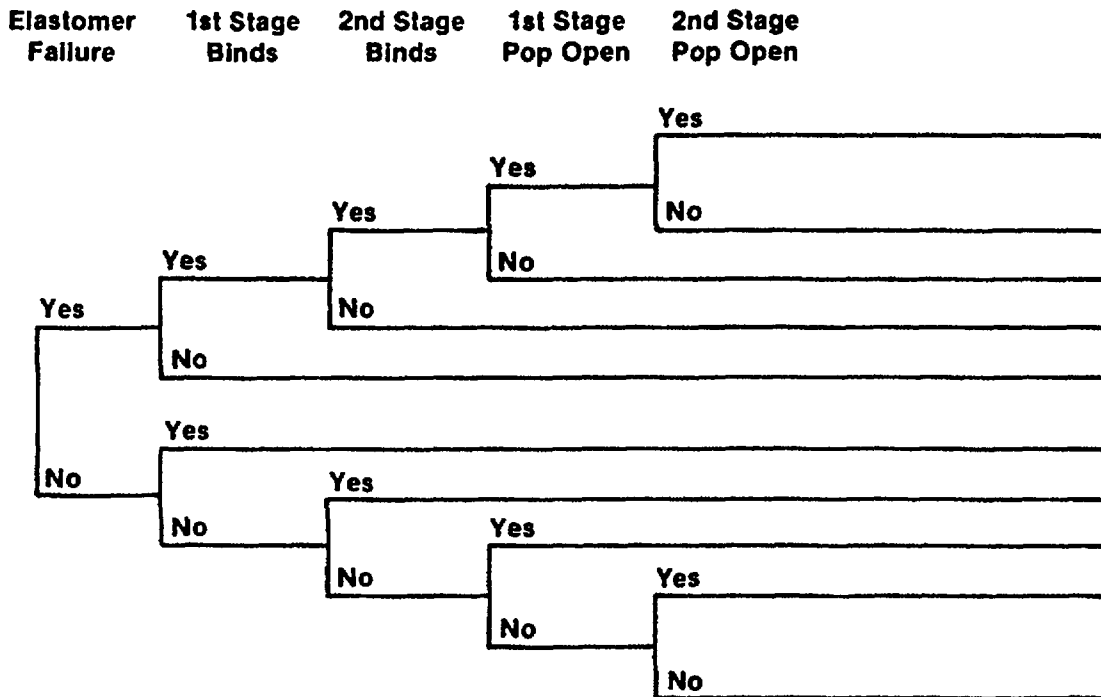 Elastomer 1st Stage 2nd Stage 1st Stage 2nd Stage
Failure Binds Binds Pop Open Pop Open
Yes
Yes
Yes
No
Yes
No
Yes
No
No
Yes
No
Yes
No
Yes
No
Yes
No
No